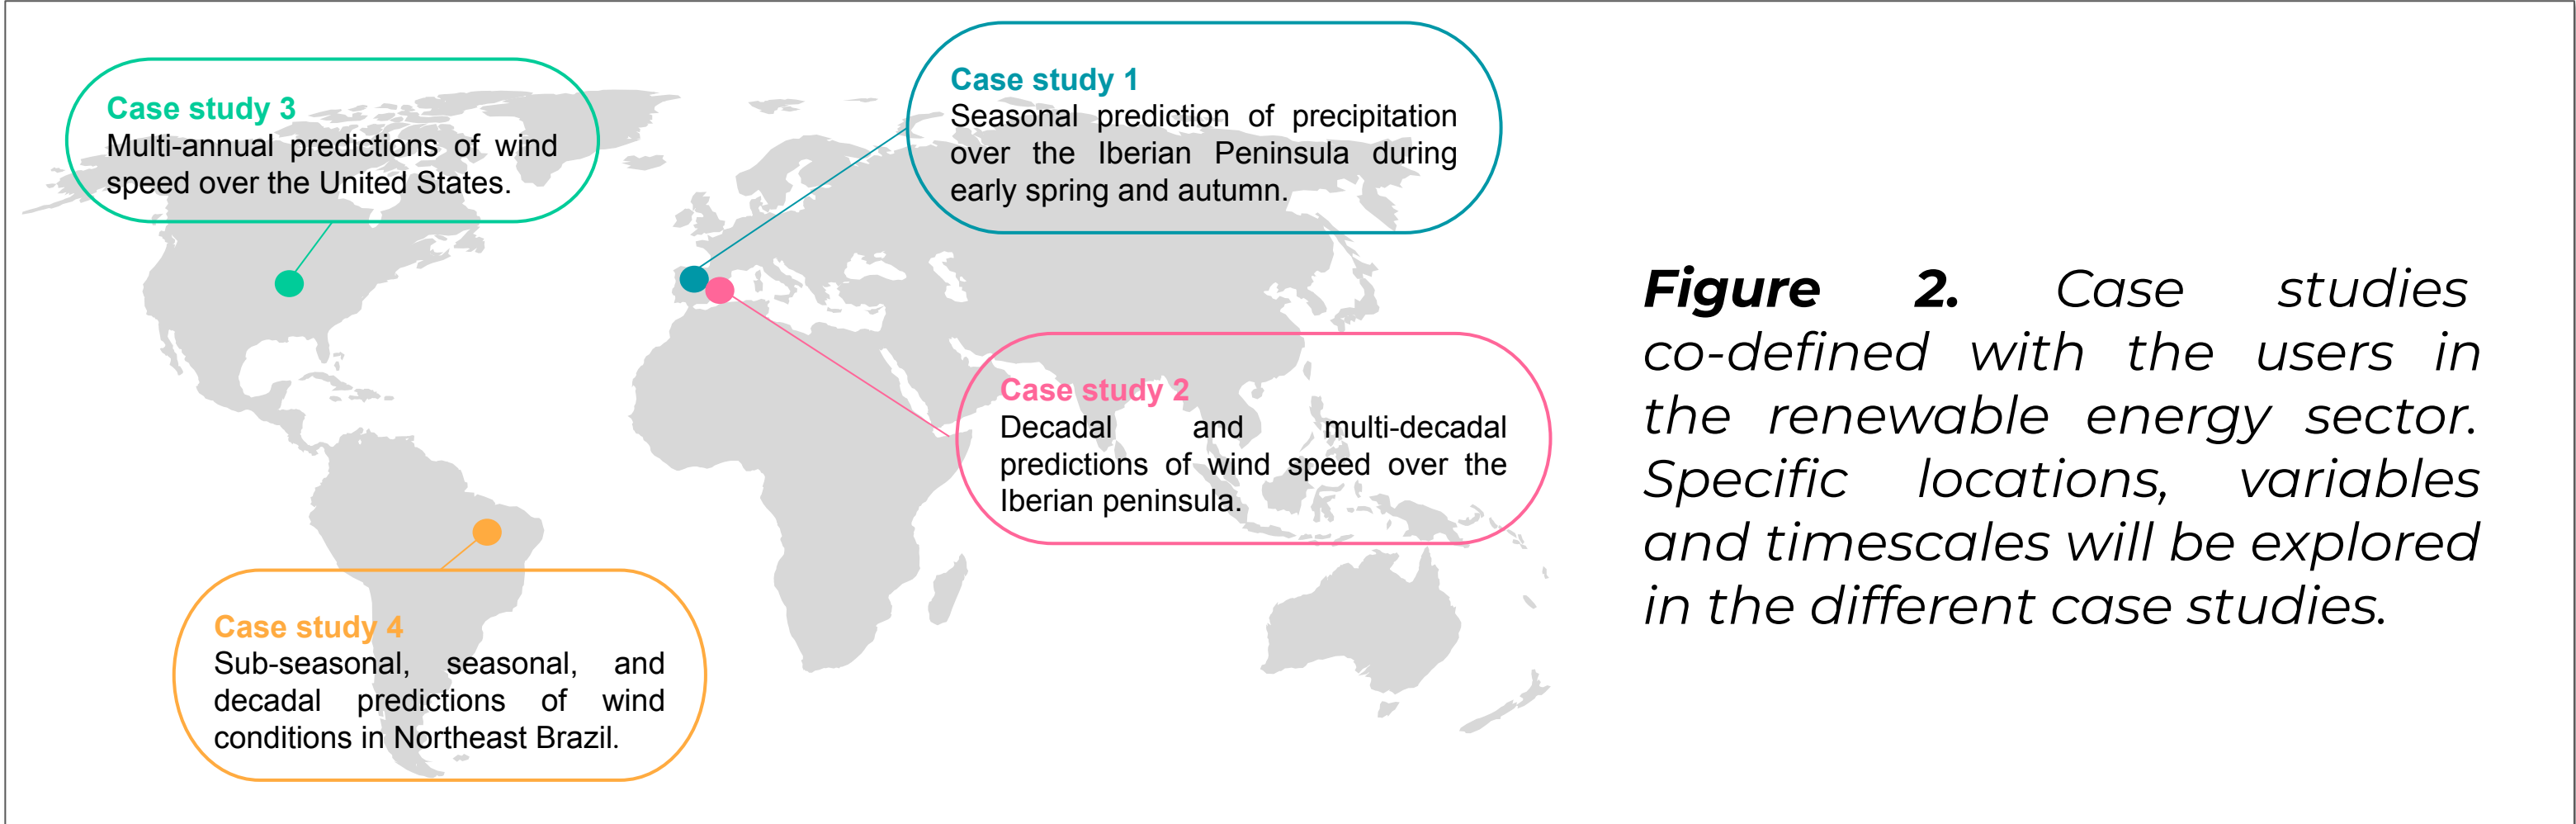 Case study 3
Multi-annual predictions of wind
speed over the United States.
Case study 1
Seasonal prediction of precipitation
over the Iberian Peninsula during
early spring and autumn.
Case study 2
Decadal and multi-decadal
predictions of wind speed over the
Iberian peninsula.
Case study 4
Sub-seasonal, seasonal, and
decadal predictions of wind
conditions in Northeast Brazil.
Figure 2. Case studies
co-defined with the users in
the renewable energy sector.
Specific locations, variables
and timescales will be explored
in the different case studies.